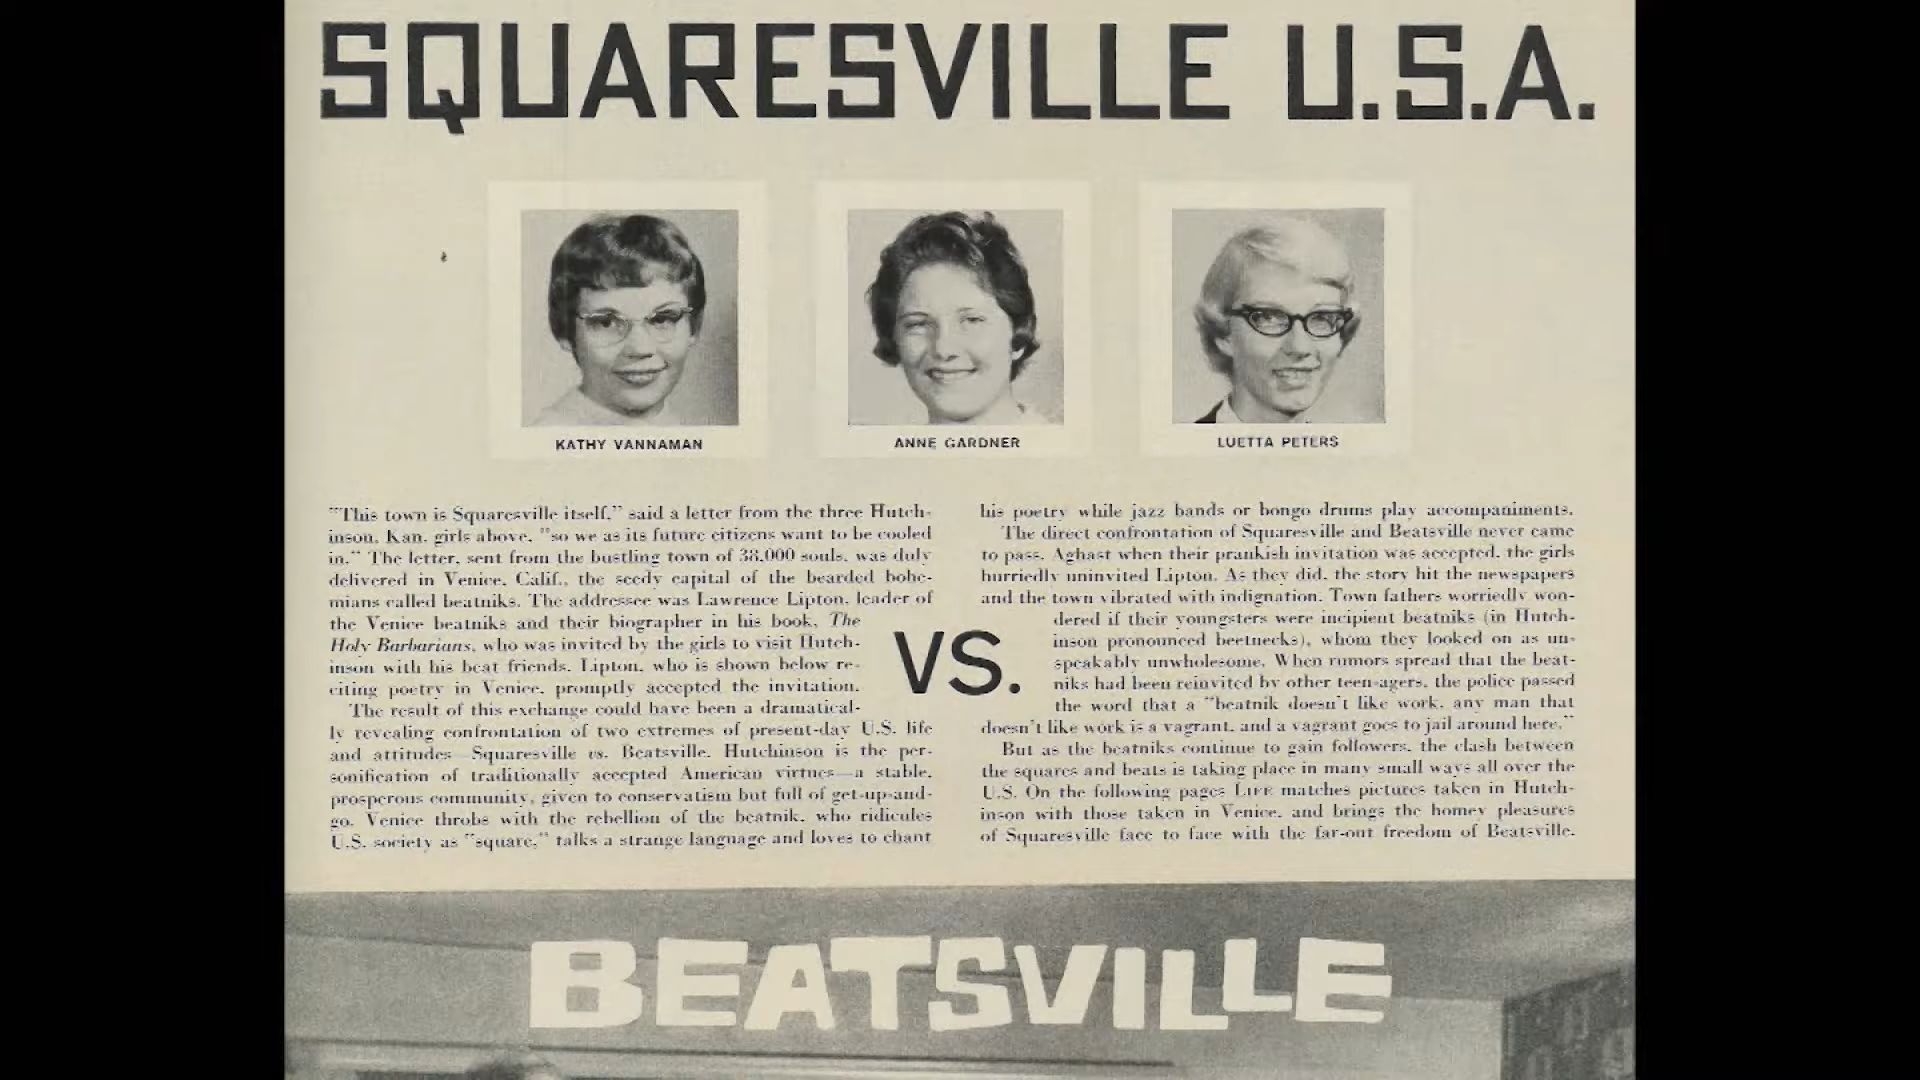 SQUARESVILLE U.S.A.
KATHY VANNAMAN
ANNE GARDNER
LUETTA PETERS
"This town is Squaresville itself," said a letter from the three Hutch-
inson, Kan. girls above, "so we as its future citizens want to be cooled
in." The letter, sent from the bustling town of 38,000 souls, was duly
delivered in Venice, Calif., the seedy capital of the bearded bohe-
mians called beatniks. The addressee was Lawrence Lipton, leader of
the Venice beatniks and their biographer in his book, The
Holy Barbarians, who was invited by the girls to visit Hutch-
inson with his beat friends. Lipton, who is shown below re-
citing poetry in Venice, promptly accepted the invitation.
The result of this exchange could have been a dramatical-
ly revealing confrontation of two extremes of present-day U.S. life
and attitudes—Squaresville vs. Beatsville. Hutchinson is the per-
sonification of traditionally accepted American virtues—a stable,
prosperous community, given to conservatism but full of get-up-and-
go. Venice throbs with the rebellion of the beatnik, who ridicules
U.S. society as "square," talks a strange language and loves to chant
VS.
his poetry while jazz bands or bongo drums play accompaniments.
The direct confrontation of Squaresville and Beatsville never came
to pass. Aghast when their prankish invitation was accepted, the girls
hurriedly uninvited Lipton. As they did, the story hit the newspapers
and the town vibrated with indignation. Town fathers worriedly won-
dered if their youngsters were incipient beatniks (in Hutch-
inson pronounced beetnecks), whom they looked on as un-
speakably unwholesome. When rumors spread that the beat-
niks had been reinvited by other teen-agers, the police passed
the word that a "beatnik doesn't like work, any man that
doesn't like work is a vagrant, and a vagrant goes to jail around here."
But as the beatniks continue to gain followers, the clash between
the squares and beats is taking place in many small ways all over the
U.S. On the following pages LIFE matches pictures taken in Hutch-
inson with those taken in Venice, and brings the homey pleasures
of Squaresville face to face with the far-out freedom of Beatsville.
BEATSVILLE